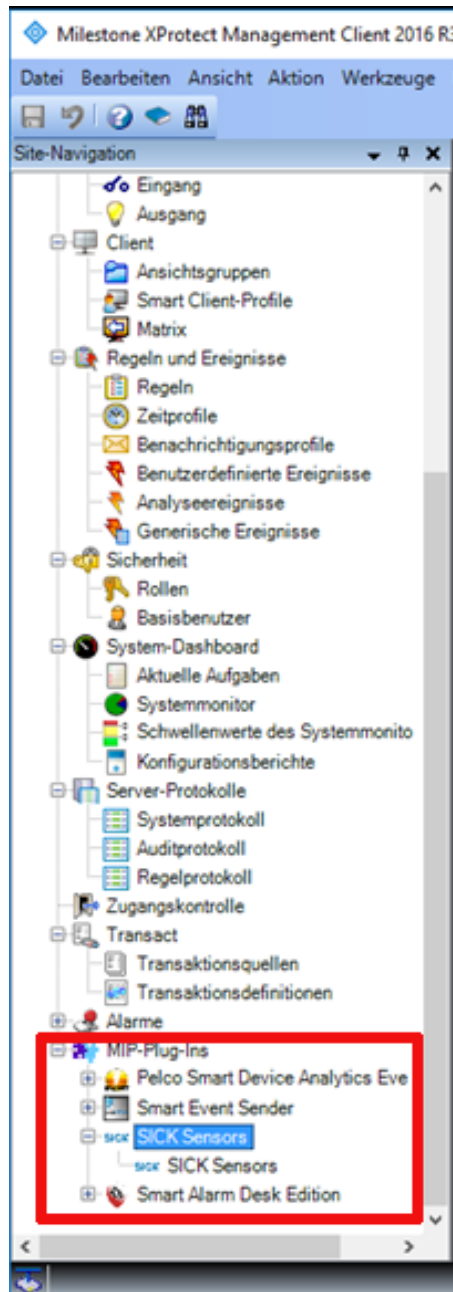 Milestone XProtect Management Client 2016 R3
Datei Bearbeiten Ansicht Aktion Werkzeuge
Site-Navigation
Eingang
Ausgang
Client
Ansichtsgruppen
Smart Client-Profile
Matrix
Regeln und Ereignisse
Regeln
Zeitprofile
Benachrichtigungsprofile
Benutzerdefinierte Ereignisse
Analyseereignisse
Generische Ereignisse
Sicherheit
Rollen
Basisbenutzer
System-Dashboard
Aktuelle Aufgaben
Systemmonitor
Schwellenwerte des Systemmonito
Konfigurationsberichte
Server-Protokolle
Systemprotokoll
Auditprotokoll
Regelprotokoll
Zugangskontrolle
Transact
Transaktionsquellen
Transaktionsdefinitionen
Alarme
MIP-Plug-Ins
Pelco Smart Device Analytics Eve
Smart Event Sender
SICK SICK Sensors
SICK SICK Sensors
Smart Alarm Desk Edition